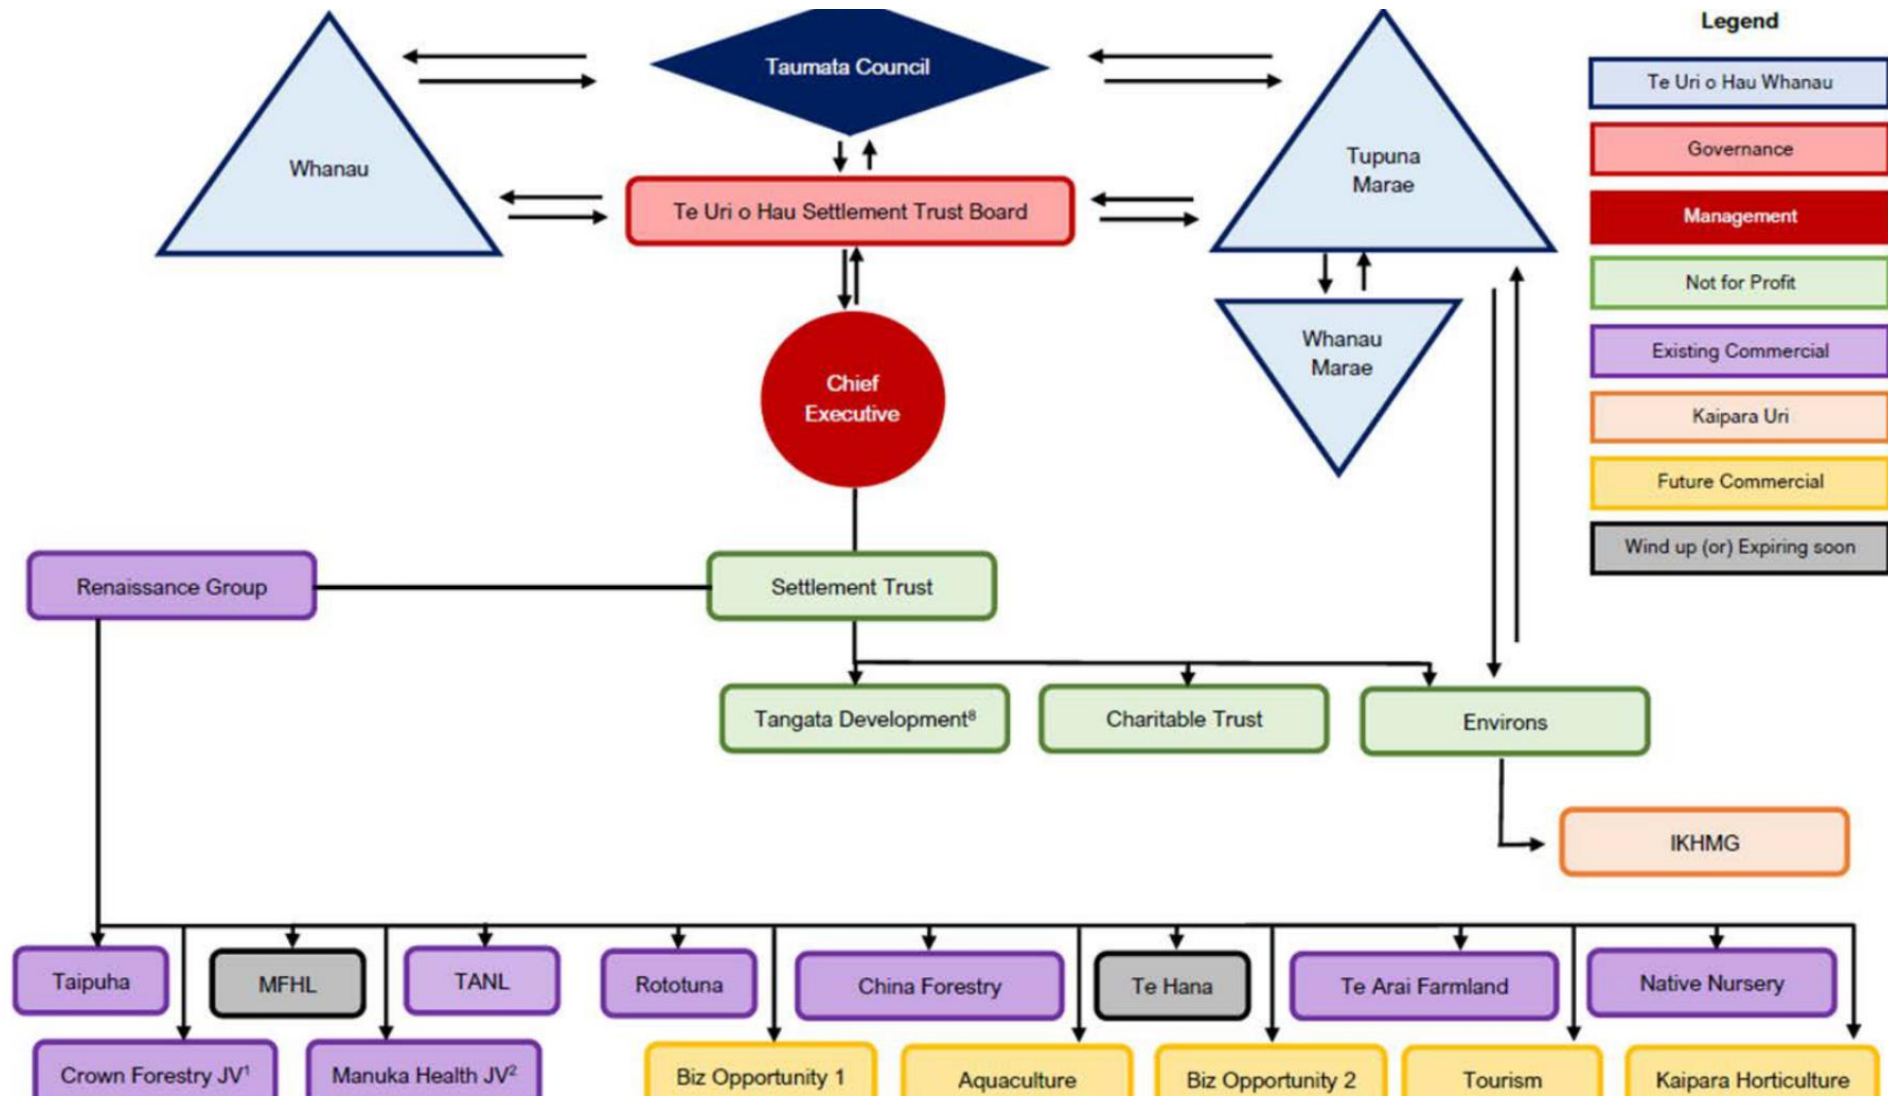 Legend
Taumata Council
Te Uri o Hau Whanau
Whanau
Tupuna
Marae
Governance
Te Uri o Hau Settlement Trust Board
Management
Not for Profit
Whanau
Marae
Existing Commercial
Chief
Executive
Kaipara Uri
Future Commercial
Wind up (or) Expiring soon
Renaissance Group
Settlement Trust
Tangata Development⁸
Charitable Trust
Environs
IKHMG
Taipuha
MFHL
TANL
Rototuna
China Forestry
Te Hana
Te Arai Farmland
Native Nursery
Crown Forestry JV¹
Manuka Health JV²
Biz Opportunity 1
Aquaculture
Biz Opportunity 2
Tourism
Kaipara Horticulture